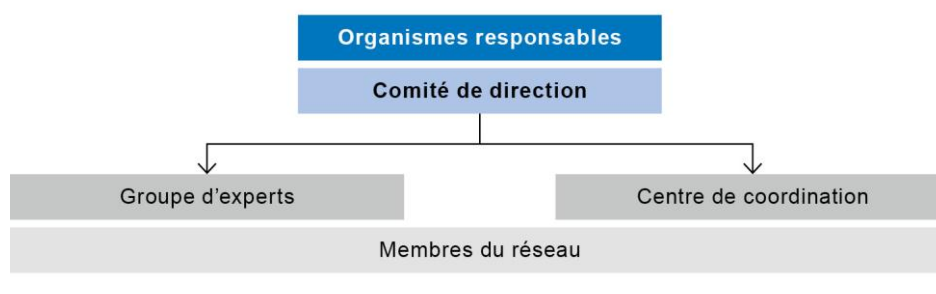 Organismes responsables
Comité de direction
Groupe d’experts
Centre de coordination
Membres du réseau